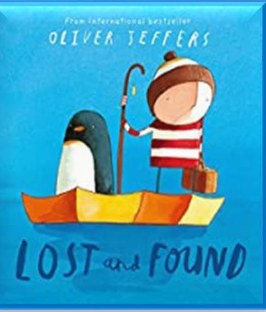 From international bestseller
OLIVER JEFFERS
LOST and FOUND